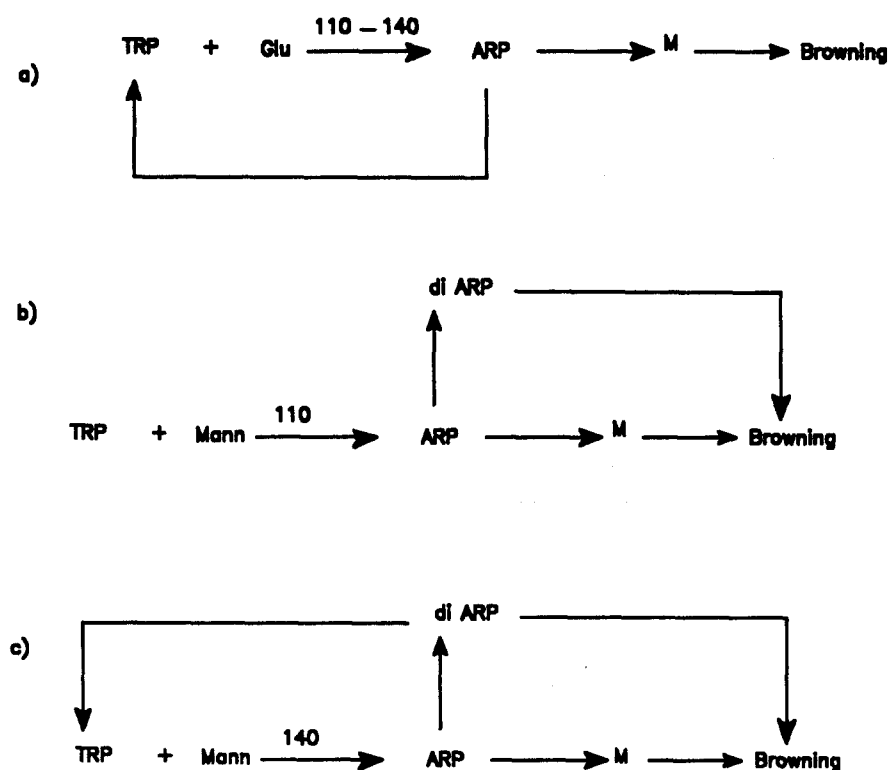 110 – 140
a) TRP + Glu ARP M Browning
di ARP
b)
110
TRP + Mann ARP M Browning
di ARP
c)
140
TRP + Mann ARP M Browning